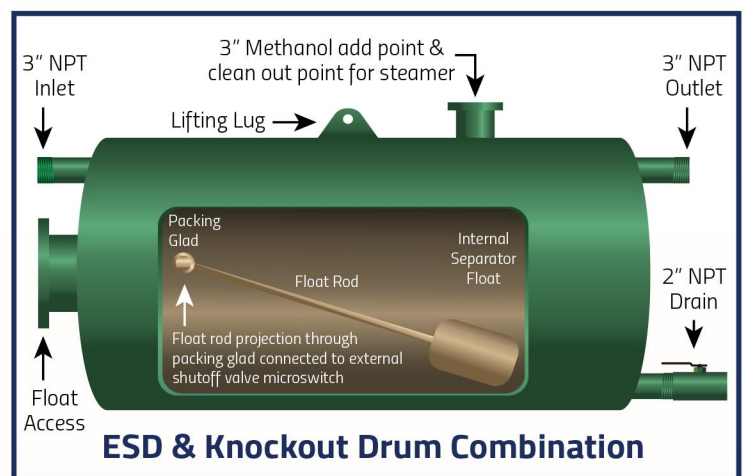 3" NPT
Inlet
3" Methanol add point &
clean out point for steamer
3" NPT
Outlet
Lifting Lug
Packing
Glad
Internal
Separator
Float
Float Rod
2" NPT
Drain
Float rod projection through
packing glad connected to external
shutoff valve microswitch
Float
Access
ESD & Knockout Drum Combination